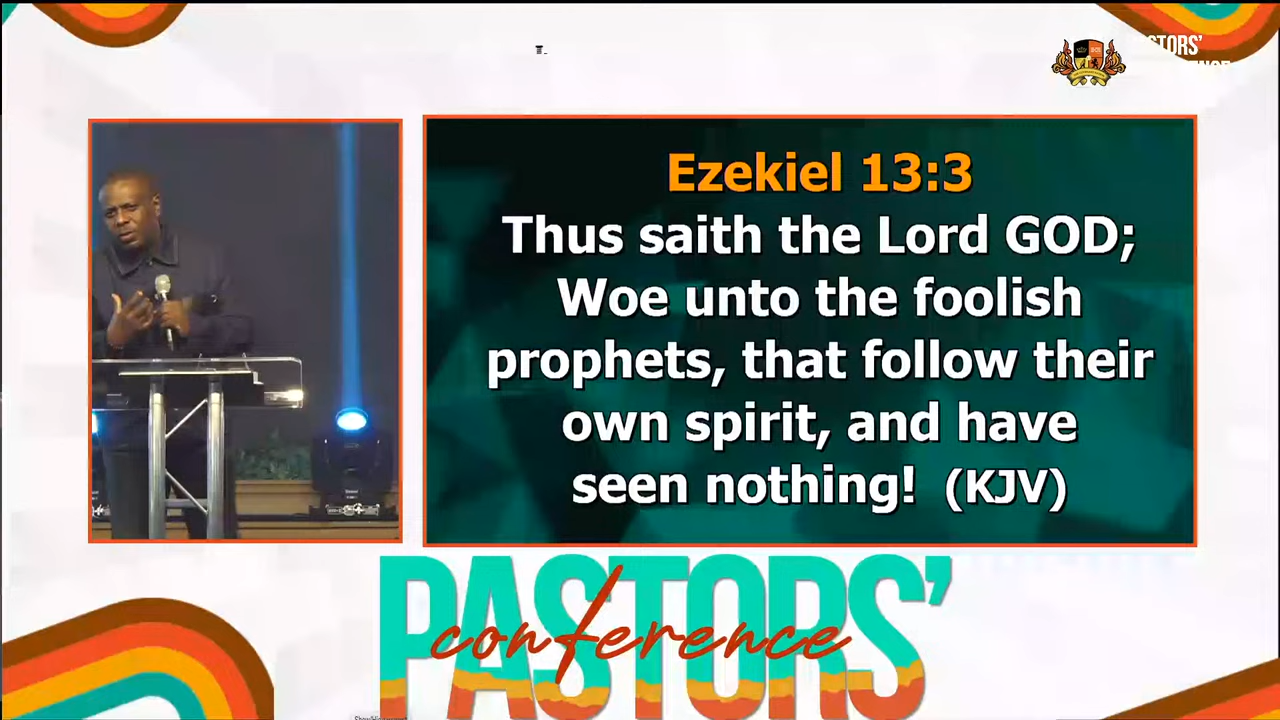 PASTORS'
Ezekiel 13:3
Thus saith the Lord GOD;
Woe unto the foolish
prophets, that follow their
own spirit, and have
seen nothing! (KJV)
PASTORS'
conference